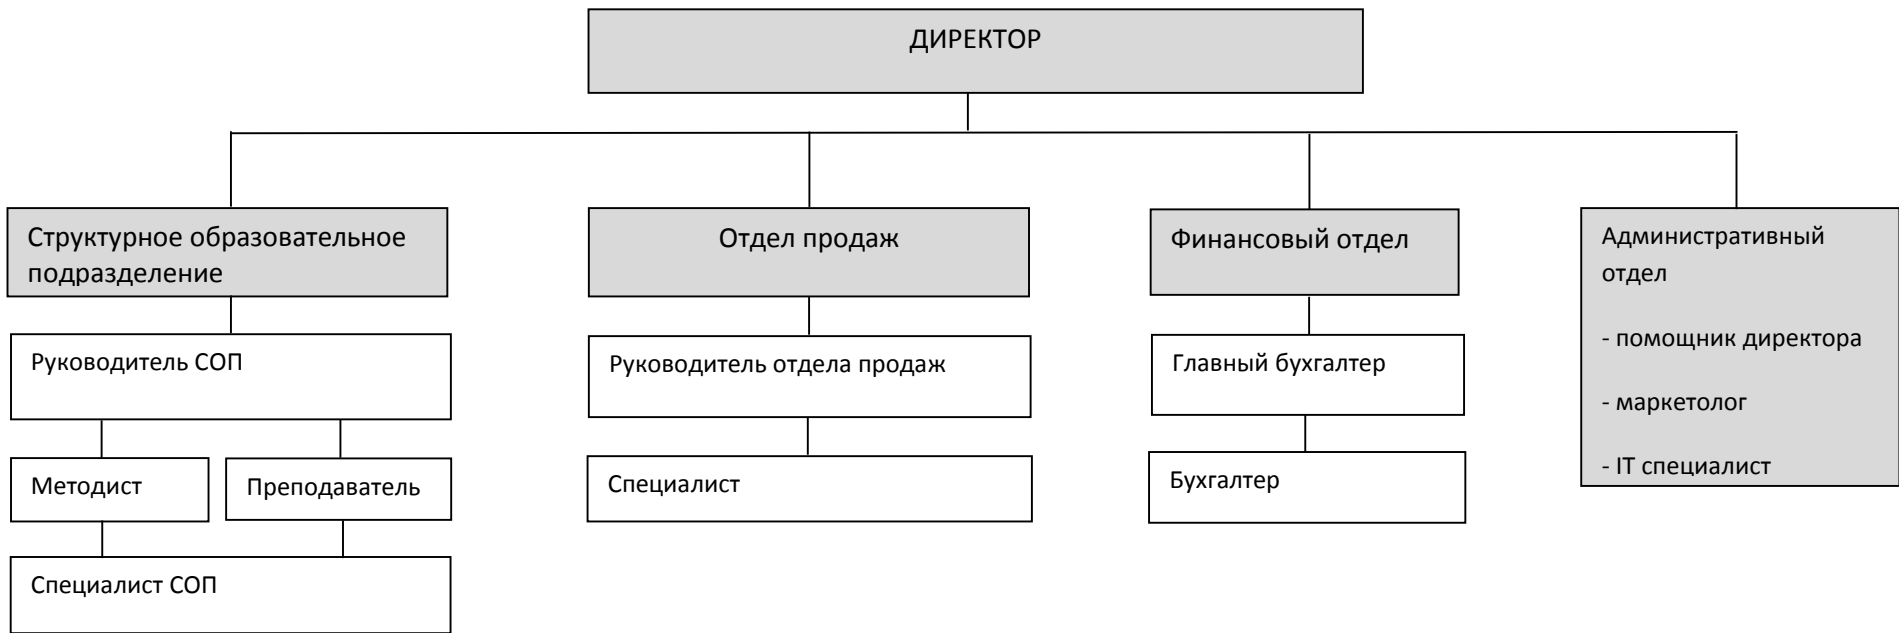 ДИРЕКТОР
Структурное образовательное
подразделение
Отдел продаж
Финансовый отдел
Административный
отдел
- помощник директора
- маркетолог
- IT специалист
Руководитель СОП
Руководитель отдела продаж
Главный бухгалтер
Методист
Преподаватель
Специалист
Бухгалтер
Специалист СОП